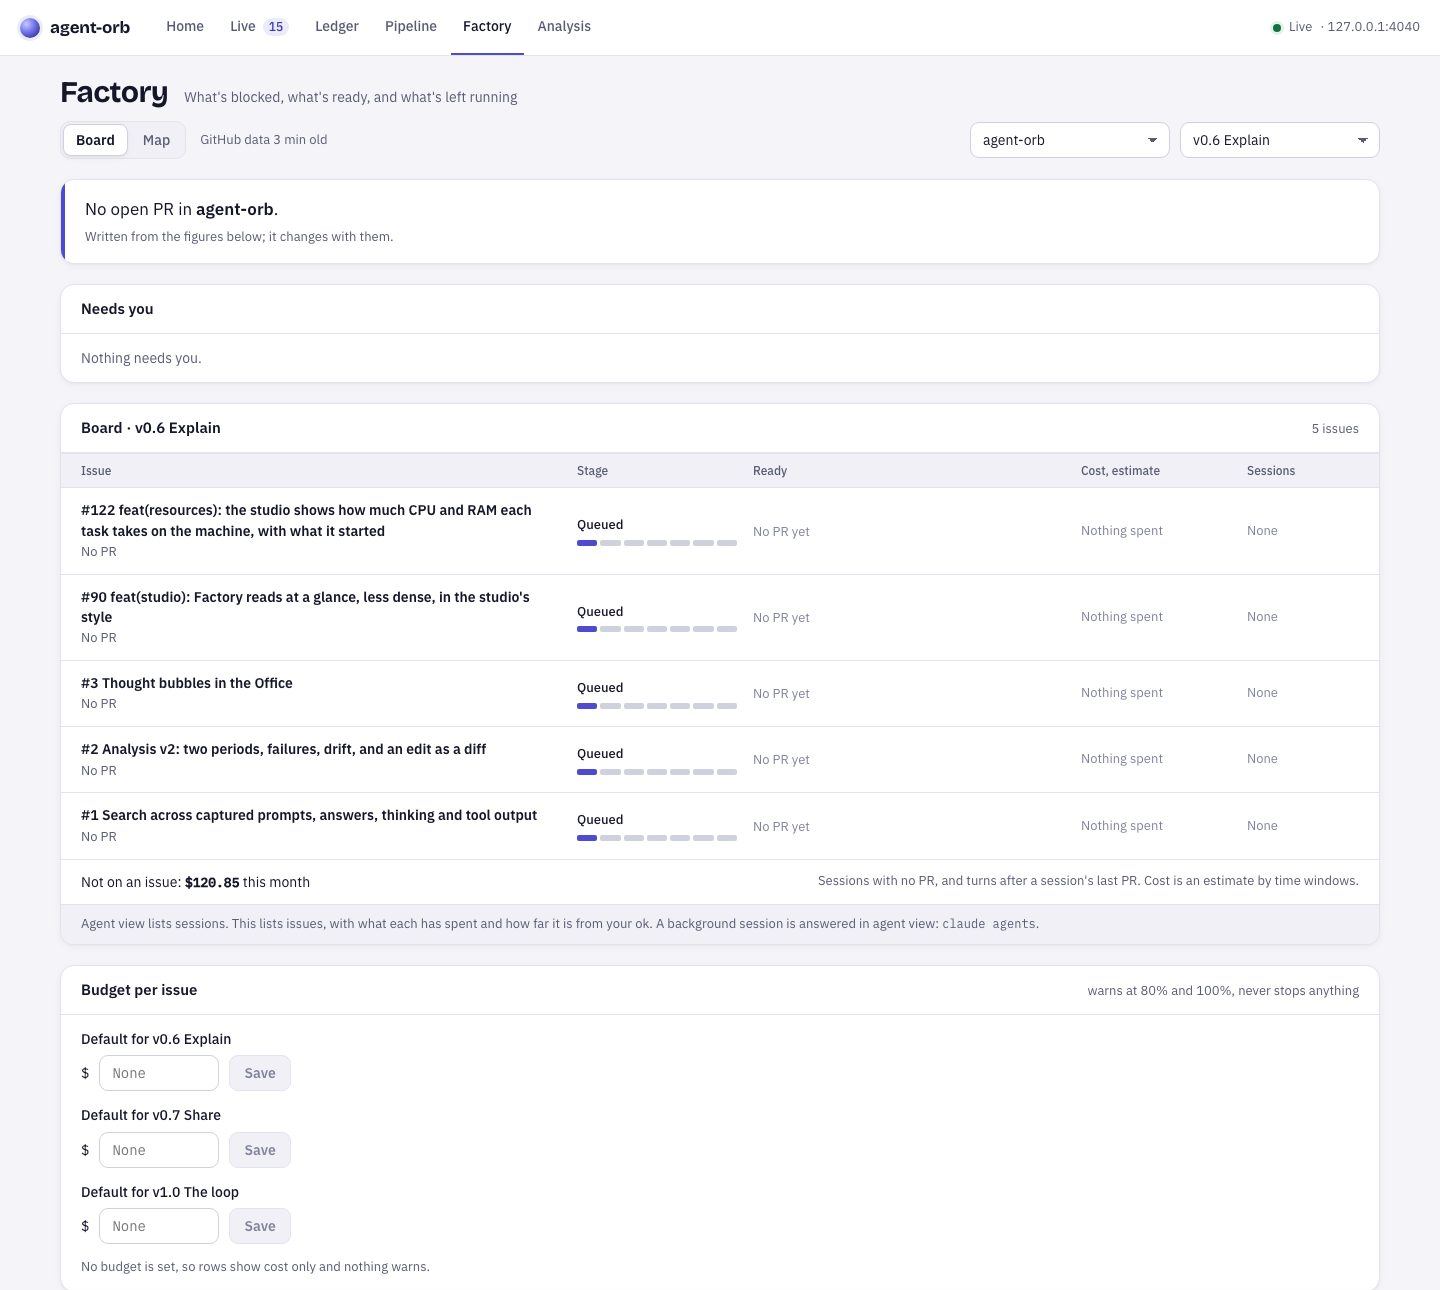 agent-orb
Home
Live 15
Ledger
Pipeline
Factory
Analysis
Live · 127.0.0.1:4040
Factory
What's blocked, what's ready, and what's left running
Board
Map
GitHub data 3 min old
agent-orb
v0.6 Explain
No open PR in agent-orb.
Written from the figures below; it changes with them.
Needs you
Nothing needs you.
Board · v0.6 Explain
5 issues
Issue
Stage
Ready
Cost, estimate
Sessions
#122 feat(resources): the studio shows how much CPU and RAM each
task takes on the machine, with what it started
No PR
Queued
No PR yet
Nothing spent
None
#90 feat(studio): Factory reads at a glance, less dense, in the studio's
style
No PR
Queued
No PR yet
Nothing spent
None
#3 Thought bubbles in the Office
No PR
Queued
No PR yet
Nothing spent
None
#2 Analysis v2: two periods, failures, drift, and an edit as a diff
No PR
Queued
No PR yet
Nothing spent
None
#1 Search across captured prompts, answers, thinking and tool output
No PR
Queued
No PR yet
Nothing spent
None
Not on an issue: $120.85 this month
Sessions with no PR, and turns after a session's last PR. Cost is an estimate by time windows.
Agent view lists sessions. This lists issues, with what each has spent and how far it is from your ok. A background session is answered in agent view: claude agents.
Budget per issue
warns at 80% and 100%, never stops anything
Default for v0.6 Explain
$ None Save
Default for v0.7 Share
$ None Save
Default for v1.0 The loop
$ None Save
No budget is set, so rows show cost only and nothing warns.